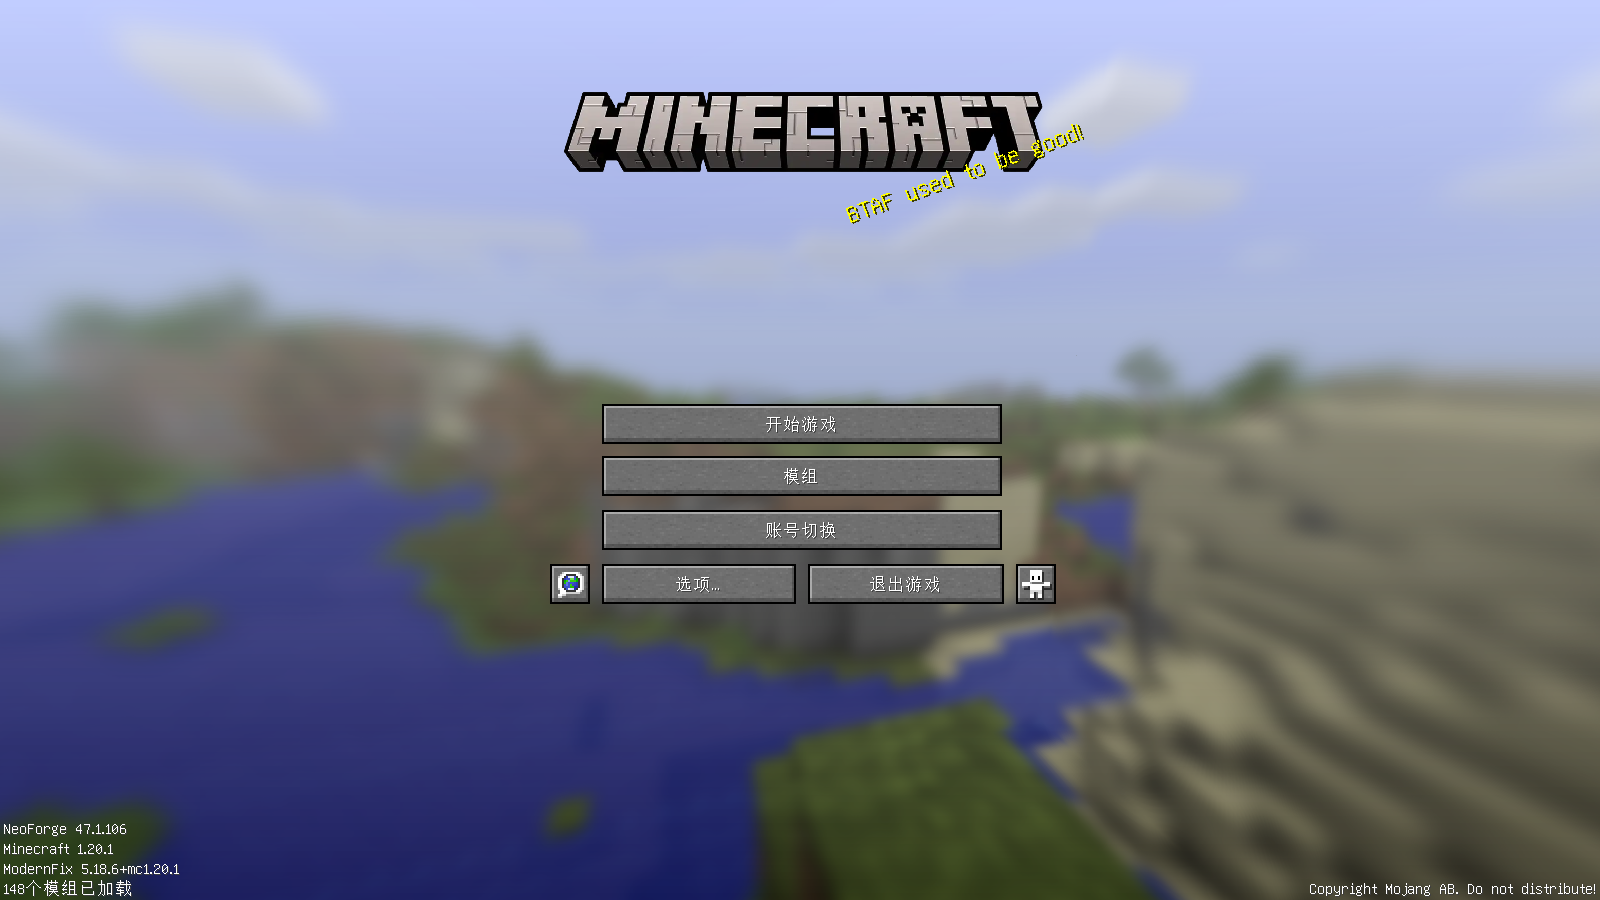 MINECRAFT
BTAF used to be good!
开始游戏
模组
账号切换
选项...
退出游戏
NeoForge 47.1.106
Minecraft 1.20.1
ModernFix 5.18.6+mc1.20.1
148个模组已加载
Copyright Mojang AB. Do not distribute!